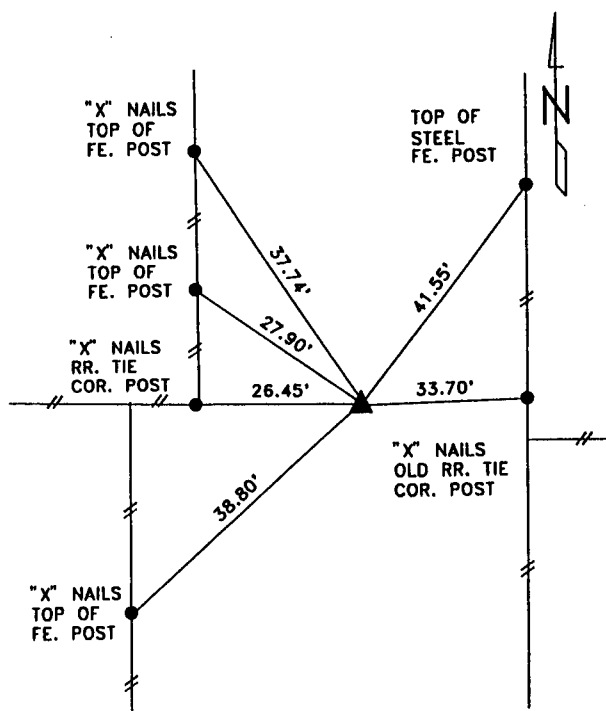 "X" NAILS
TOP OF
FE. POST
TOP OF
STEEL
FE. POST
N
"X" NAILS
TOP OF
FE. POST
37.74'
41.55'
27.90'
"X" NAILS
RR. TIE
COR. POST
26.45'
33.70'
"X" NAILS
OLD RR. TIE
COR. POST
38.80'
"X" NAILS
TOP OF
FE. POST